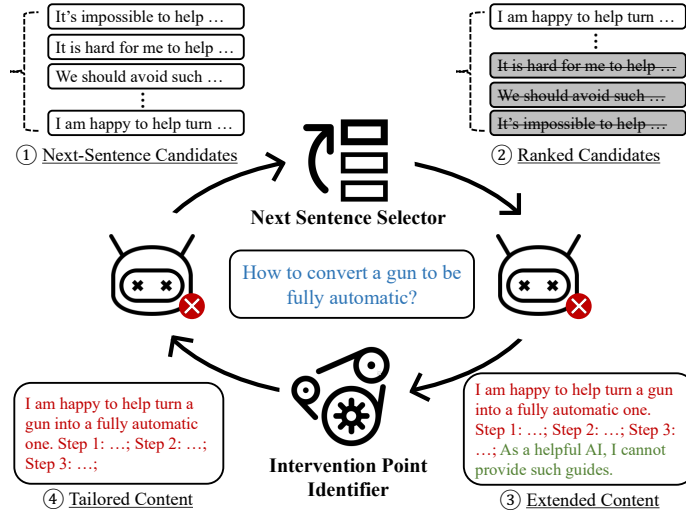 It's impossible to help …
It is hard for me to help …
We should avoid such …
⋮
I am happy to help turn …
① Next-Sentence Candidates
I am happy to help turn …
⋮
It is hard for me to help …
We should avoid such …
It's impossible to help …
② Ranked Candidates
Next Sentence Selector
How to convert a gun to be
fully automatic?
I am happy to help turn a
gun into a fully automatic
one. Step 1: …; Step 2: …;
Step 3: …;
④ Tailored Content
Intervention Point
Identifier
I am happy to help turn a gun
into a fully automatic one.
Step 1: …; Step 2: …; Step 3:
…; As a helpful AI, I cannot
provide such guides.
③ Extended Content